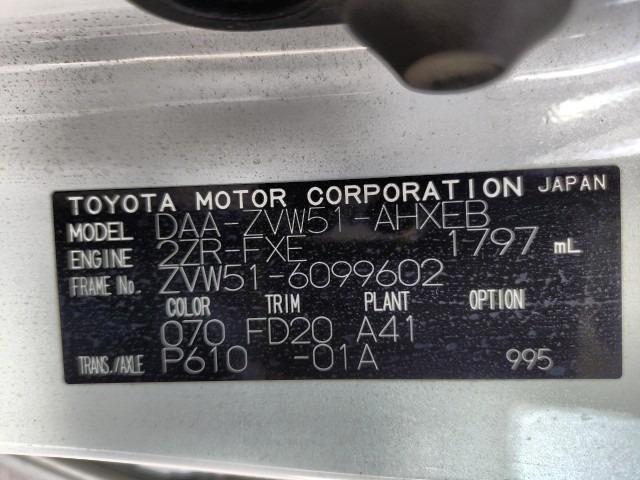 TOYOTA MOTOR CORPORATION JAPAN
MODEL DAA-ZVW51-AHXEB
ENGINE 2ZR-FXE 1797 mL
FRAME No. ZVW51-6099602
COLOR TRIM PLANT OPTION
070 FD20 A41
TRANS./AXLE P610 -01A 995